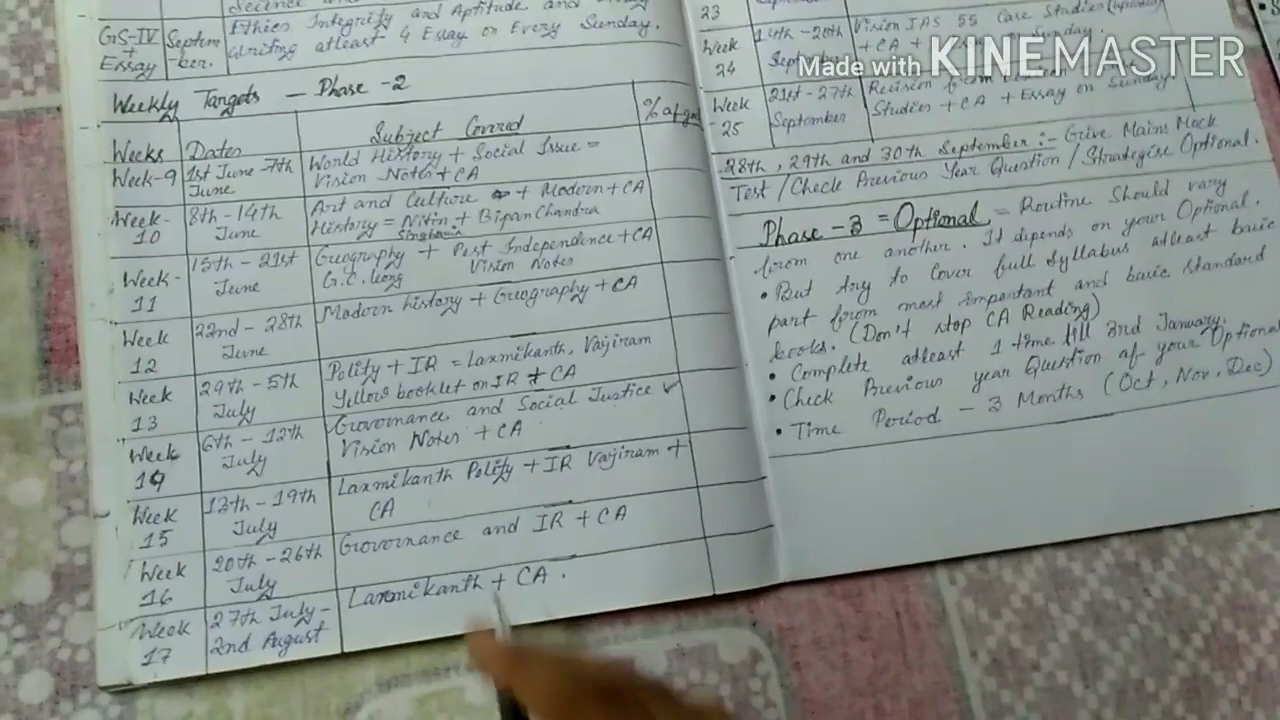 Science and
GS-IV
+
Essay
Septem
-ber.
Ethics Integrity and Aptitude and
Writing atleast 4 Essay on Every Sunday.
Weekly Targets - Phase -2
Weeks
Dates
Subject Covered
% of
Week-9
1st June -7th
June
World History + Social Issue =
Vision Notes + CA
Week-
10
8th - 14th
June
Art and Culture + Modern + CA
History = Nitin + Bipan Chandra
Singhania
Week-
11
15th - 21st
June
Geography + Post Independence + CA
G.C. leong Vision Notes
Week
12
22nd - 28th
June
Modern history + Geography + CA
Week
13
29th - 5th
July
Polity + IR = Laxmikanth, Vajiram
Yellow booklet on IR + CA
Week
14
6th - 12th
July
Governance and Social Justice ✓
Vision Notes + CA
Week
15
13th - 19th
July
Laxmikanth Polity + IR Vajiram +
CA
Week
16
20th - 26th
July
Governance and IR + CA
Week
17
27th July -
2nd August
Laxmikanth + CA.
23
Week
24
14th - 20th
Vision IAS 55 Case Studies
+ CA + on Sunday.
Week
- 25
21st - 27th
September
Revision from
Studies + CA + Essay on Sunday
28th, 29th and 30th September :- Give Mains Mock
Test / Check Previous Year Question / Strategise Optional.
Phase - 3 = Optional = Routine Should vary
from one another. It depends on your Optional.
• But try to Cover full Syllabus atleast basic
part from most important and basic standard
books. (Don't stop CA Reading)
• Complete atleast 1 time till 3rd January.
• Check Previous year Question of your Optional
• Time Period - 3 Months (Oct, Nov, Dec)
Made with KINEMASTER